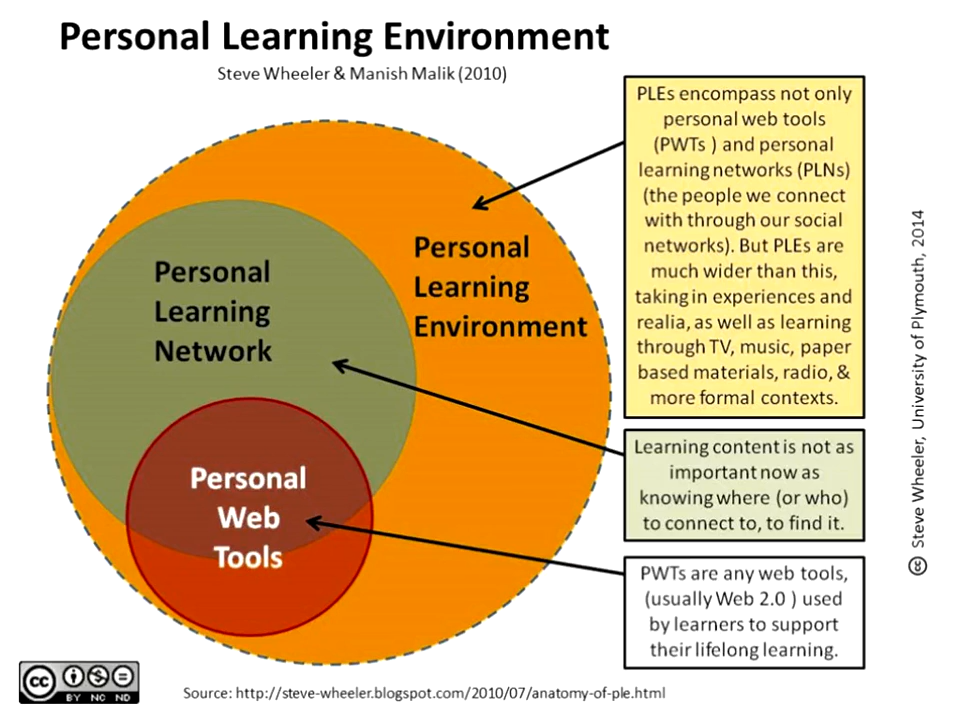 Personal Learning Environment
Steve Wheeler & Manish Malik (2010)
PLEs encompass not only
personal web tools
(PWTs ) and personal
learning networks (PLNs)
(the people we connect
with through our social
networs). But PLEs are
much wider than this,
taking in experiences and
realia, as well as learning
through TV, music, paper
based materials, radio, &
more formal contexts.
Personal
Learning
Environment
Personal
Learning
Network
Learning content is not as
important now as
knowing where (or who)
to connect to, to find it.
Personal
Web
Tools
PWTs are any web tools,
(usually Web 2.0 ) used
by learners to support
their lifelong learning.
cc Steve Wheeler, University of Plymouth, 2014
cc
BY NC ND
Source: http://steve-wheeler.blogspot.com/2010/07/anatomy-of-ple.html